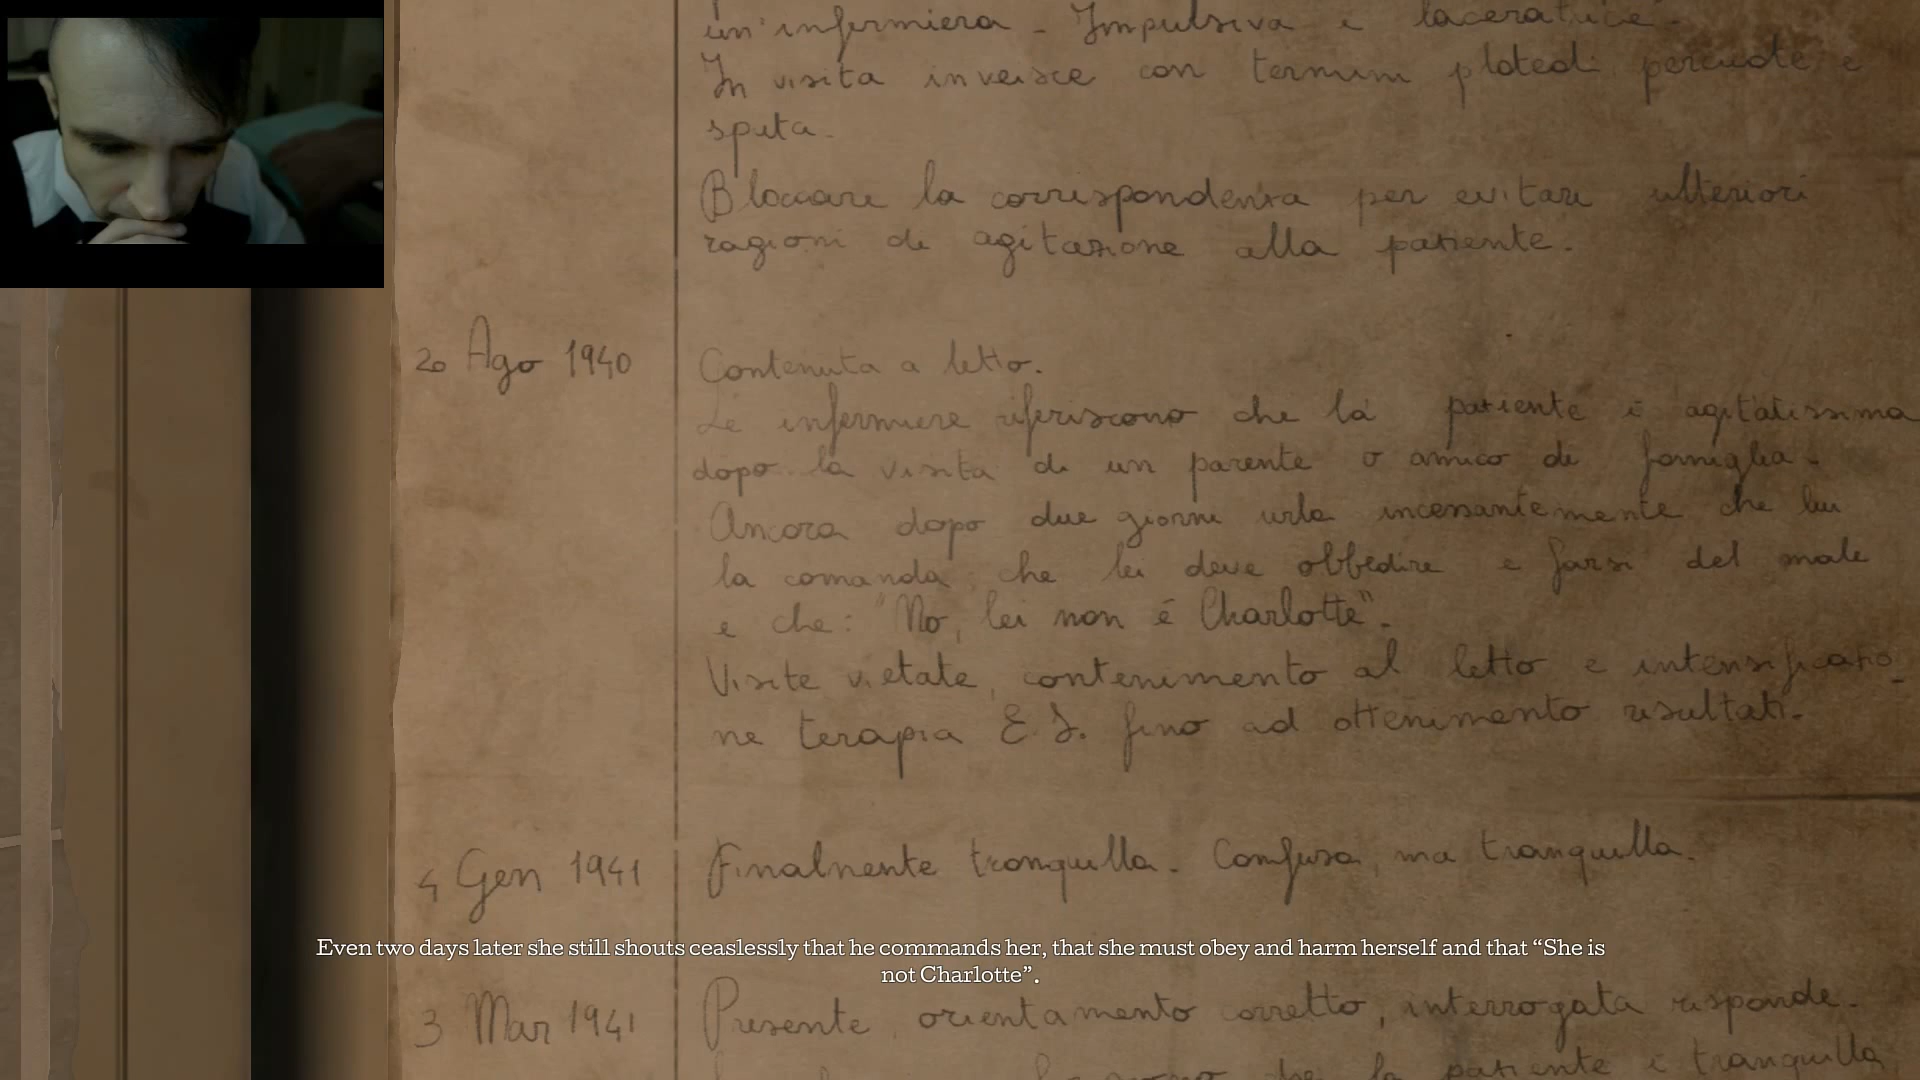 un'infermiera - Impulsiva e laceratrice -
In visita inveisce con termini plateali percuote e
sputa -
Bloccare la corrispondenza per evitare ulteriori
ragioni di agitazione alla paziente.
20 Ago 1940
Contenuta a letto.
Le infermiere riferiscono che la paziente è agitatissima
dopo la visita di un parente o amico di famiglia -
Ancora dopo due giorni urla incessantemente che lui
la comanda, che lei deve obbedire e farsi del male
e che: "No, lei non é Charlotte".
Visite vietate, contenimento al letto e intensificazio_
ne terapia E.S. fino ad ottenimento risultati.
4 Gen 1941
Finalmente tranquilla. Confusa, ma tranquilla.
Even two days later she still shouts ceaslessly that he commands her, that she must obey and harm herself and that “She is
not Charlotte”.
3 Mar 1941
Presente, orientamento corretto, interrogata risponde.
che la paziente è tranquilla